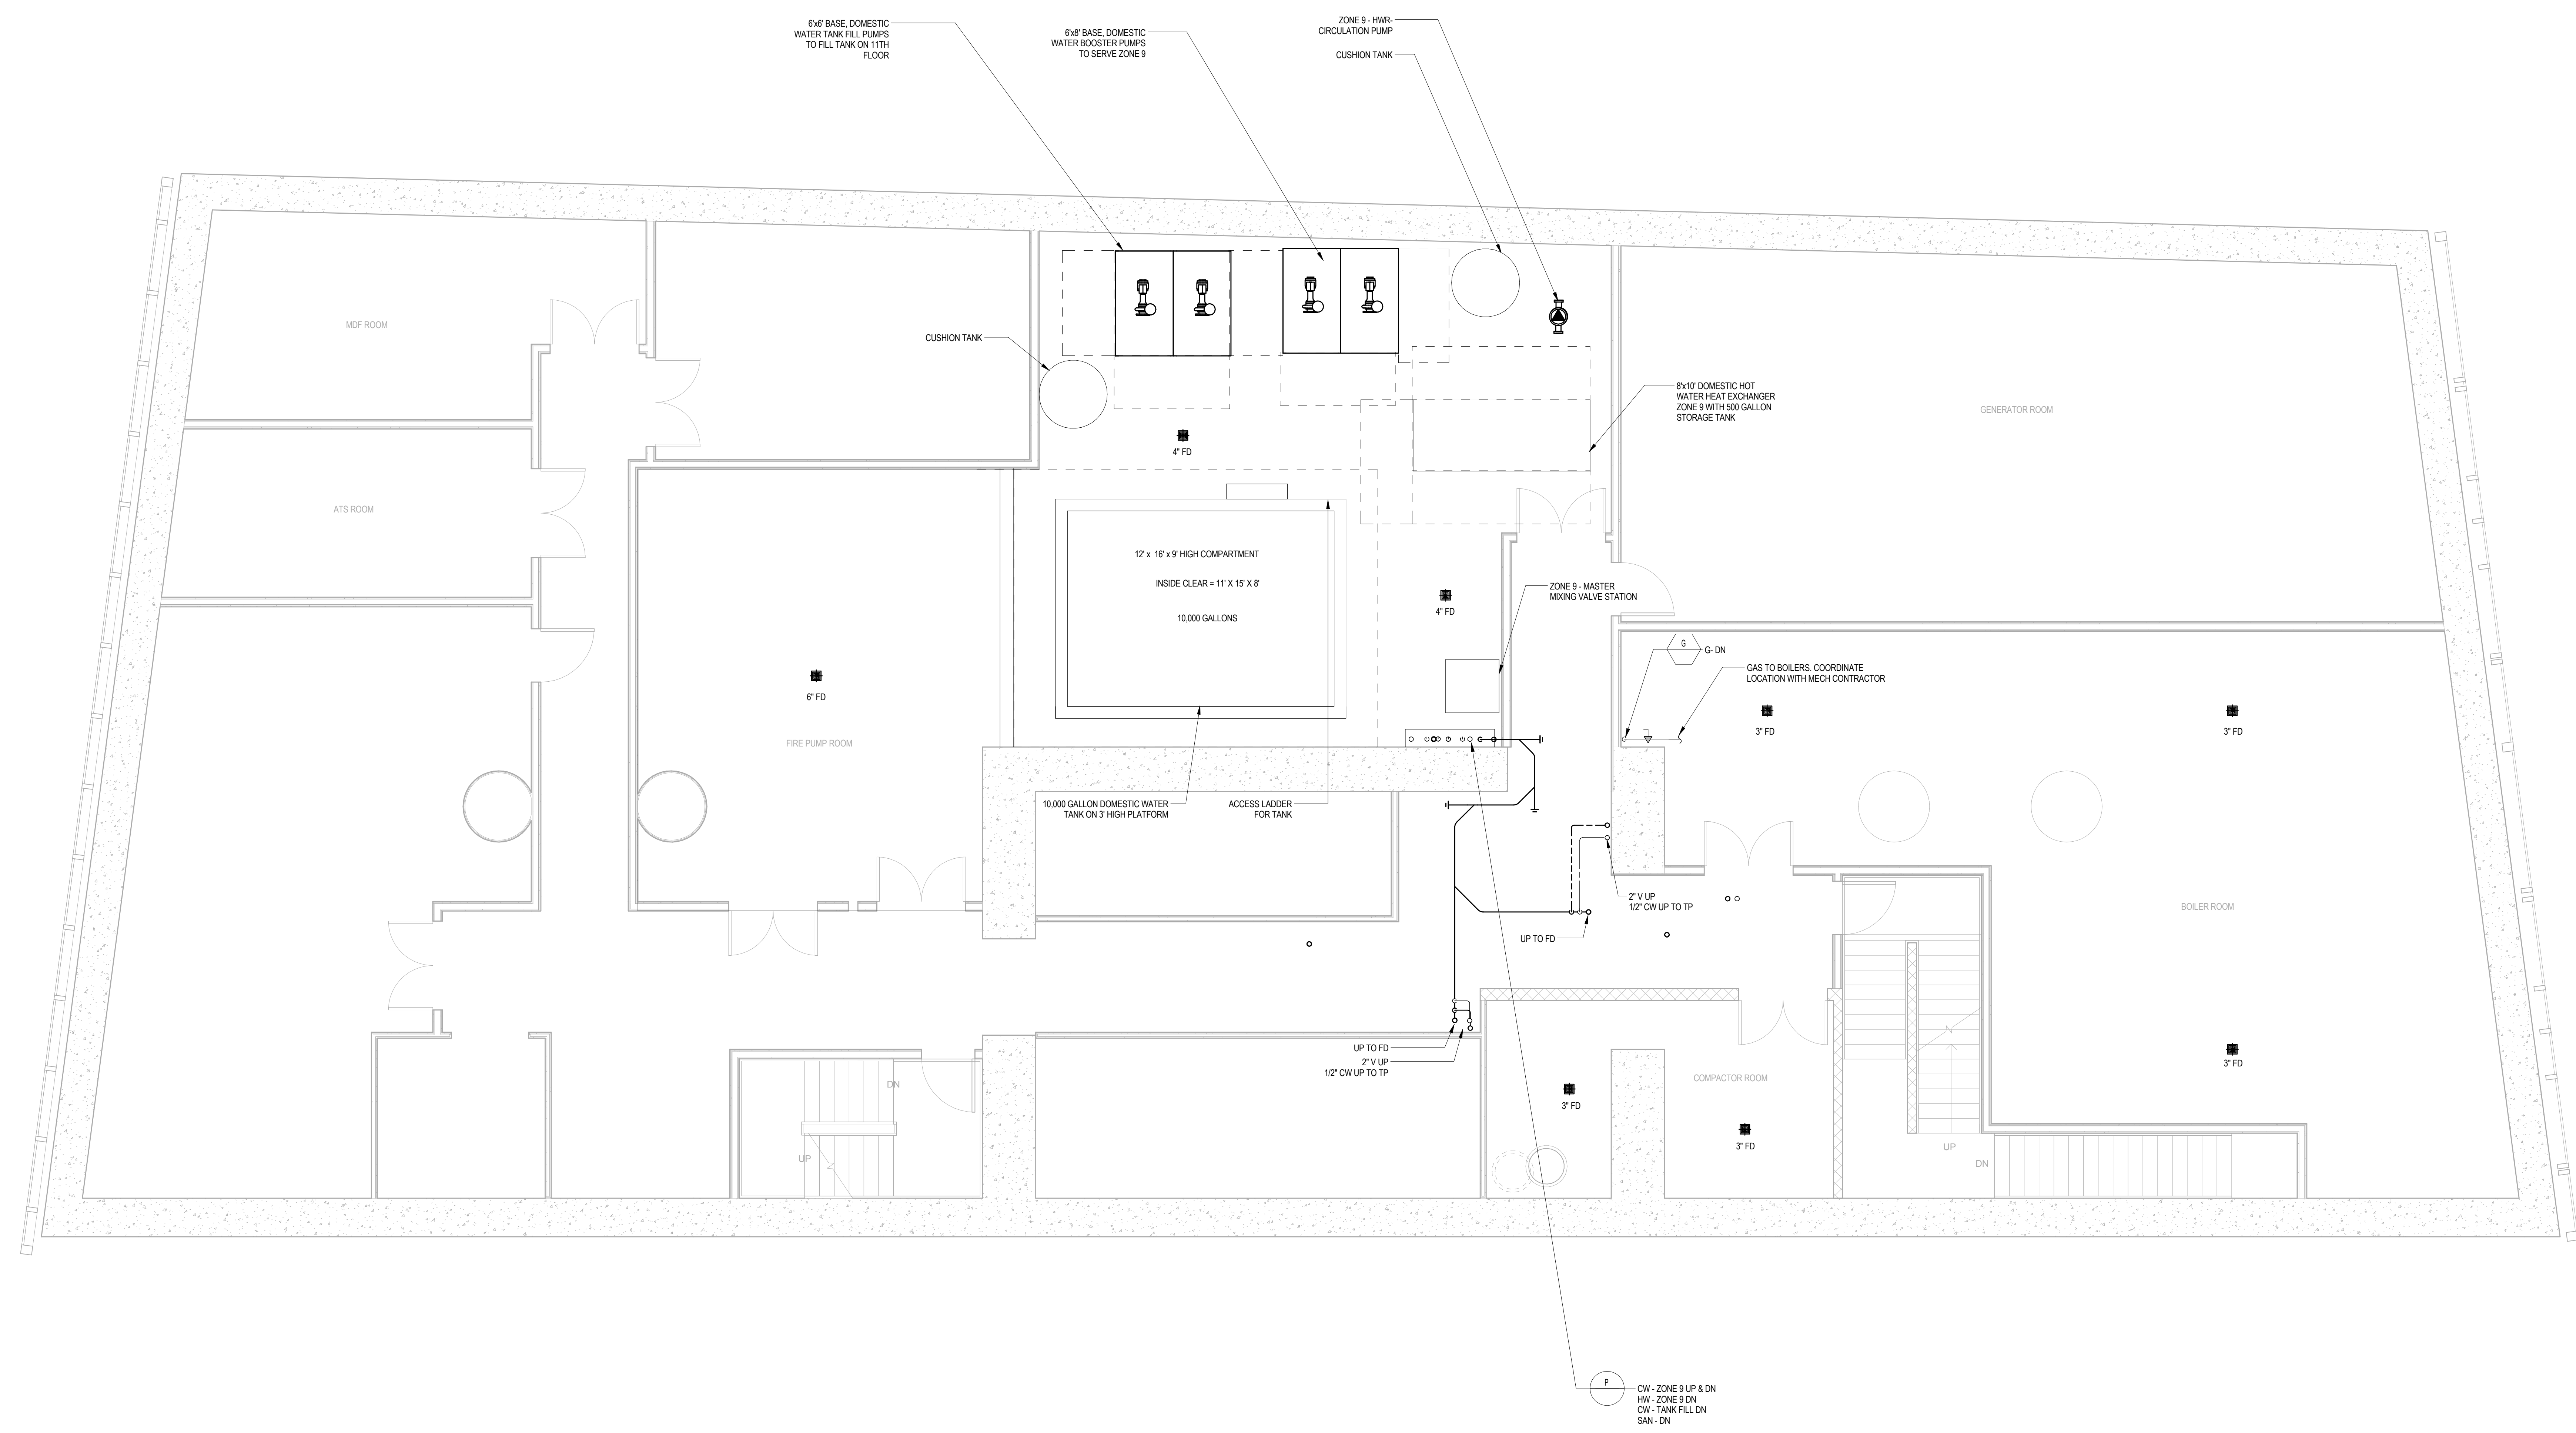 6'x6' BASE, DOMESTIC
WATER TANK FILL PUMPS
TO FILL TANK ON 11TH
FLOOR
6'x8' BASE, DOMESTIC
WATER BOOSTER PUMPS
TO SERVE ZONE 9
ZONE 9 - HWR-
CIRCULATION PUMP
CUSHION TANK
MDF ROOM
CUSHION TANK
8'x10' DOMESTIC HOT
WATER HEAT EXCHANGER
ZONE 9 WITH 500 GALLON
STORAGE TANK
GENERATOR ROOM
4" FD
ATS ROOM
12' x 16' x 9' HIGH COMPARTMENT
INSIDE CLEAR = 11' X 15' X 8'
10,000 GALLONS
4" FD
ZONE 9 - MASTER
MIXING VALVE STATION
G
G- DN
GAS TO BOILERS. COORDINATE
LOCATION WITH MECH CONTRACTOR
6" FD
FIRE PUMP ROOM
3" FD
3" FD
10,000 GALLON DOMESTIC WATER
TANK ON 3' HIGH PLATFORM
ACCESS LADDER
FOR TANK
2" V UP
1/2" CW UP TO TP
BOILER ROOM
UP TO FD
UP TO FD
2" V UP
1/2" CW UP TO TP
3" FD
DN
COMPACTOR ROOM
3" FD
3" FD
UP
UP
DN
P
CW - ZONE 9 UP & DN
HW - ZONE 9 DN
CW - TANK FILL DN
SAN - DN